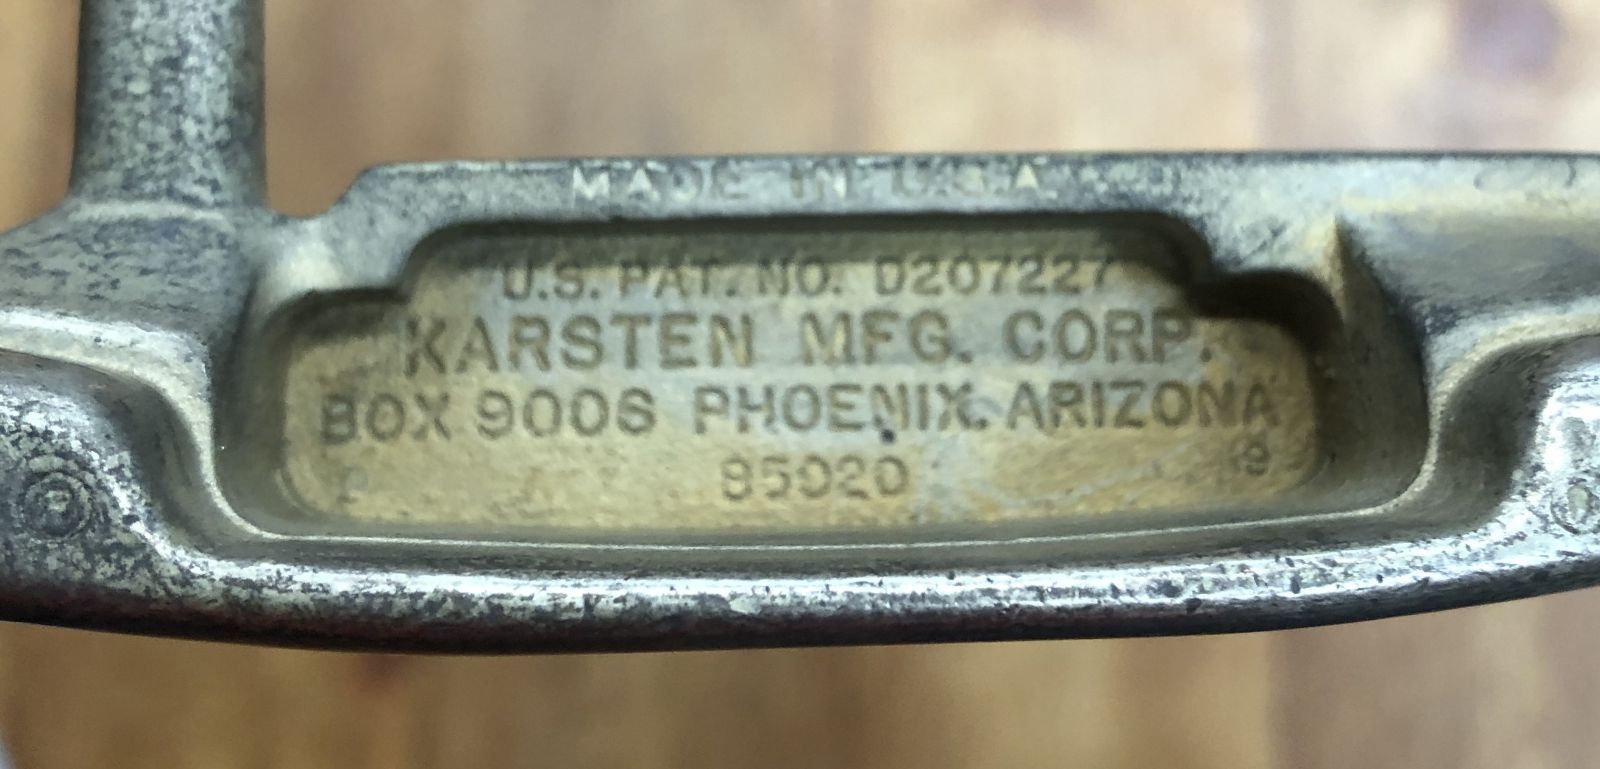 MADE IN U.S.A.
U.S. PAT. NO. D207227
KARSTEN MFG. CORP.
BOX 9006 PHOENIX. ARIZONA
85020